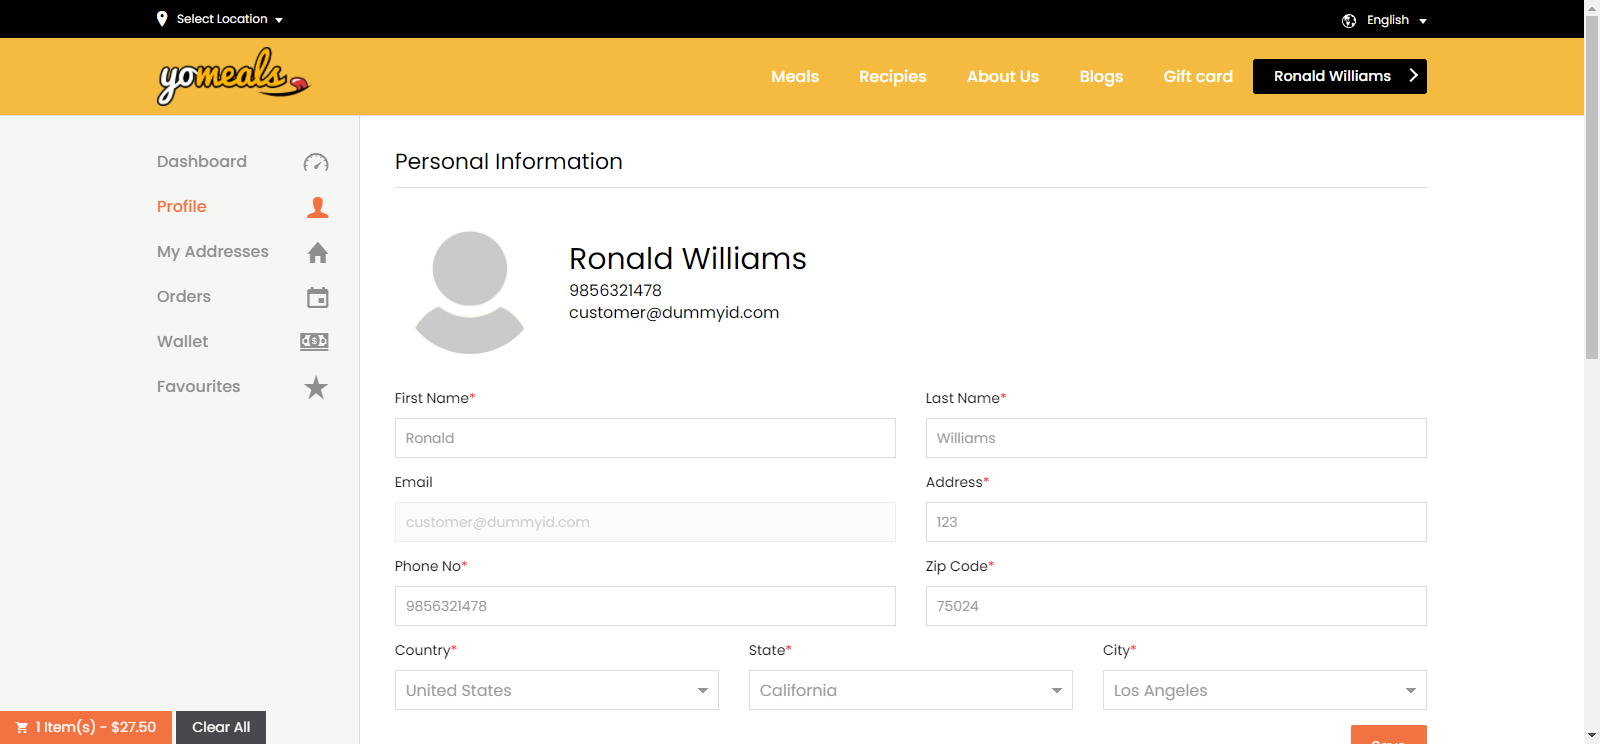 Select Location
English
yomeals
Meals
Recipies
About Us
Blogs
Gift card
Ronald Williams
Dashboard
Profile
My Addresses
Orders
Wallet
Favourites
Personal Information
Ronald Williams
9856321478
customer@dummyid.com
First Name*
Last Name*
Ronald
Williams
Email
Address*
customer@dummyid.com
123
Phone No*
Zip Code*
9856321478
75024
Country*
State*
City*
United States
California
Los Angeles
1 Item(s) - $27.50
Clear All
Save